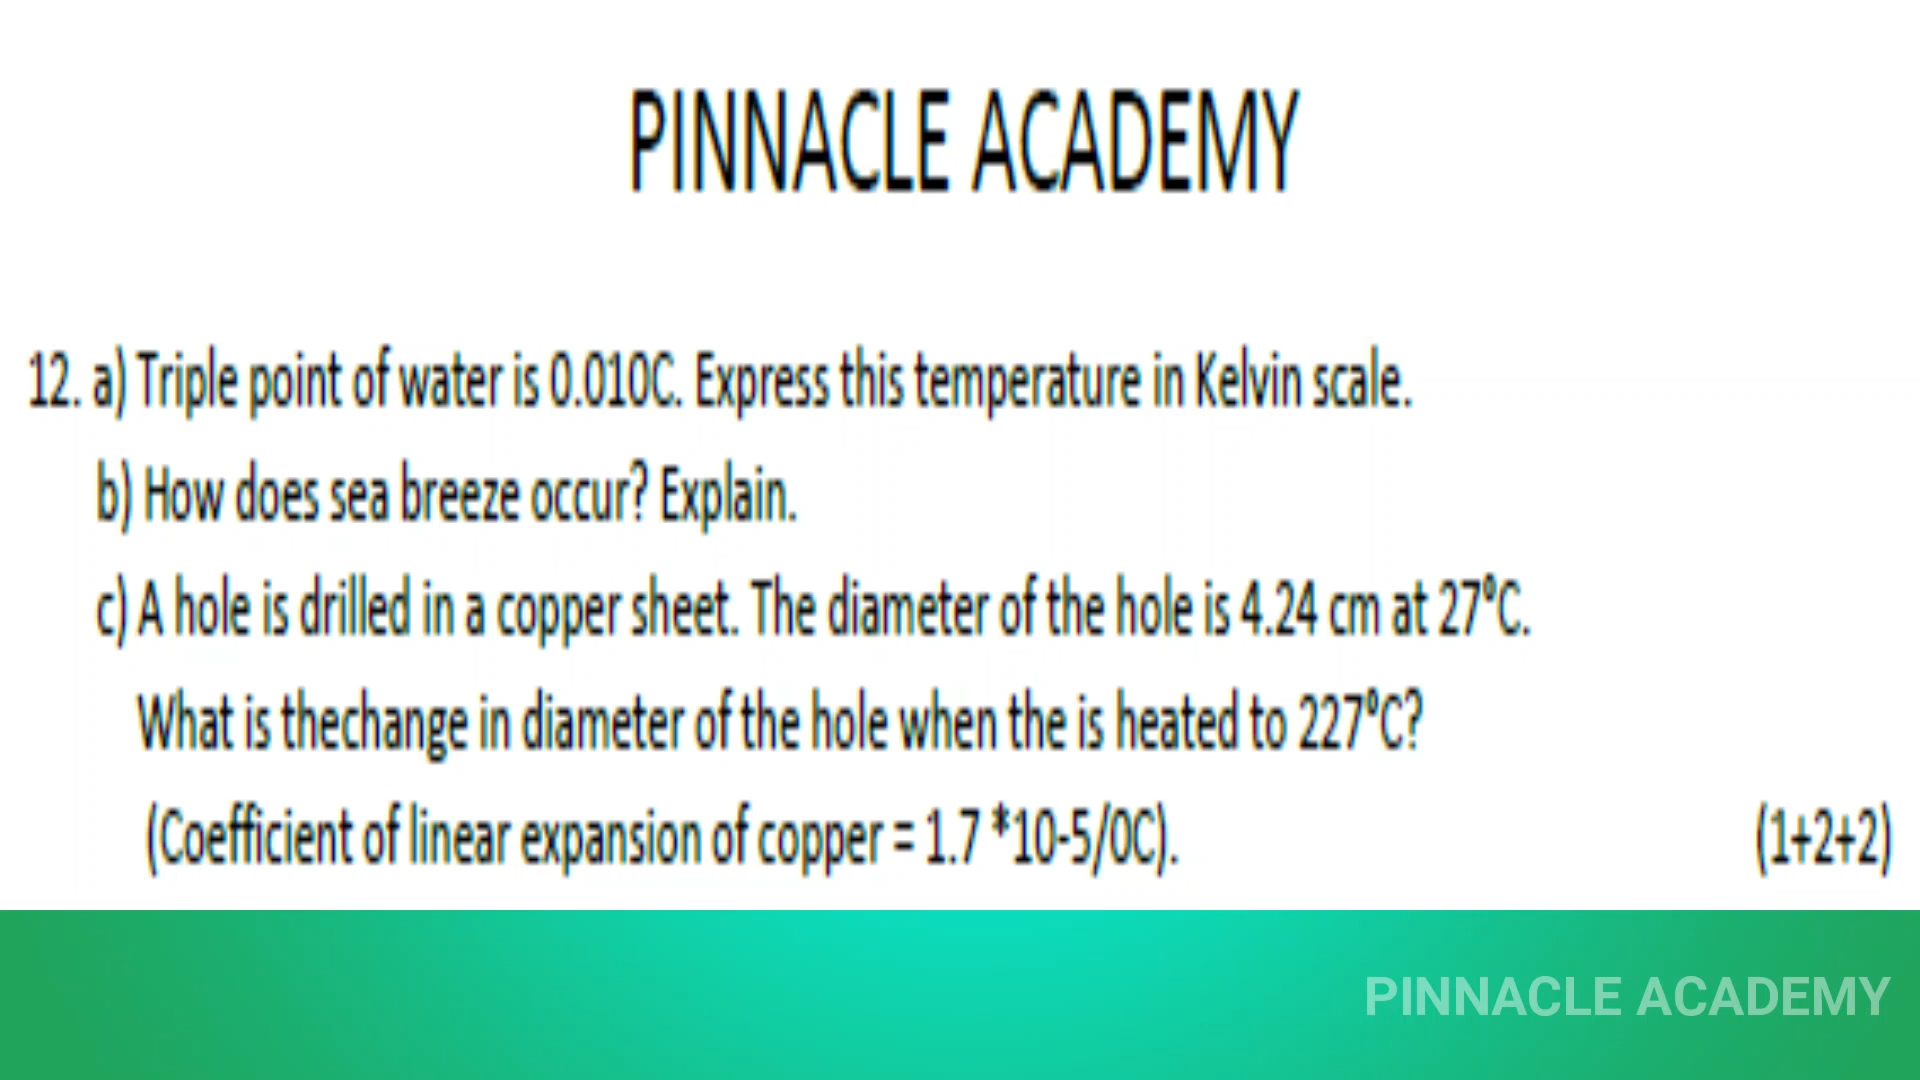 PINNACLE ACADEMY
12. a) Triple point of water is 0.010C. Express this temperature in Kelvin scale.
b) How does sea breeze occur? Explain.
c) A hole is drilled in a copper sheet. The diameter of the hole is 4.24 cm at 27⁰C.
What is thechange in diameter of the hole when the is heated to 227⁰C?
(Coefficient of linear expansion of copper = 1.7 *10-5/0C). (1+2+2)
PINNACLE ACADEMY